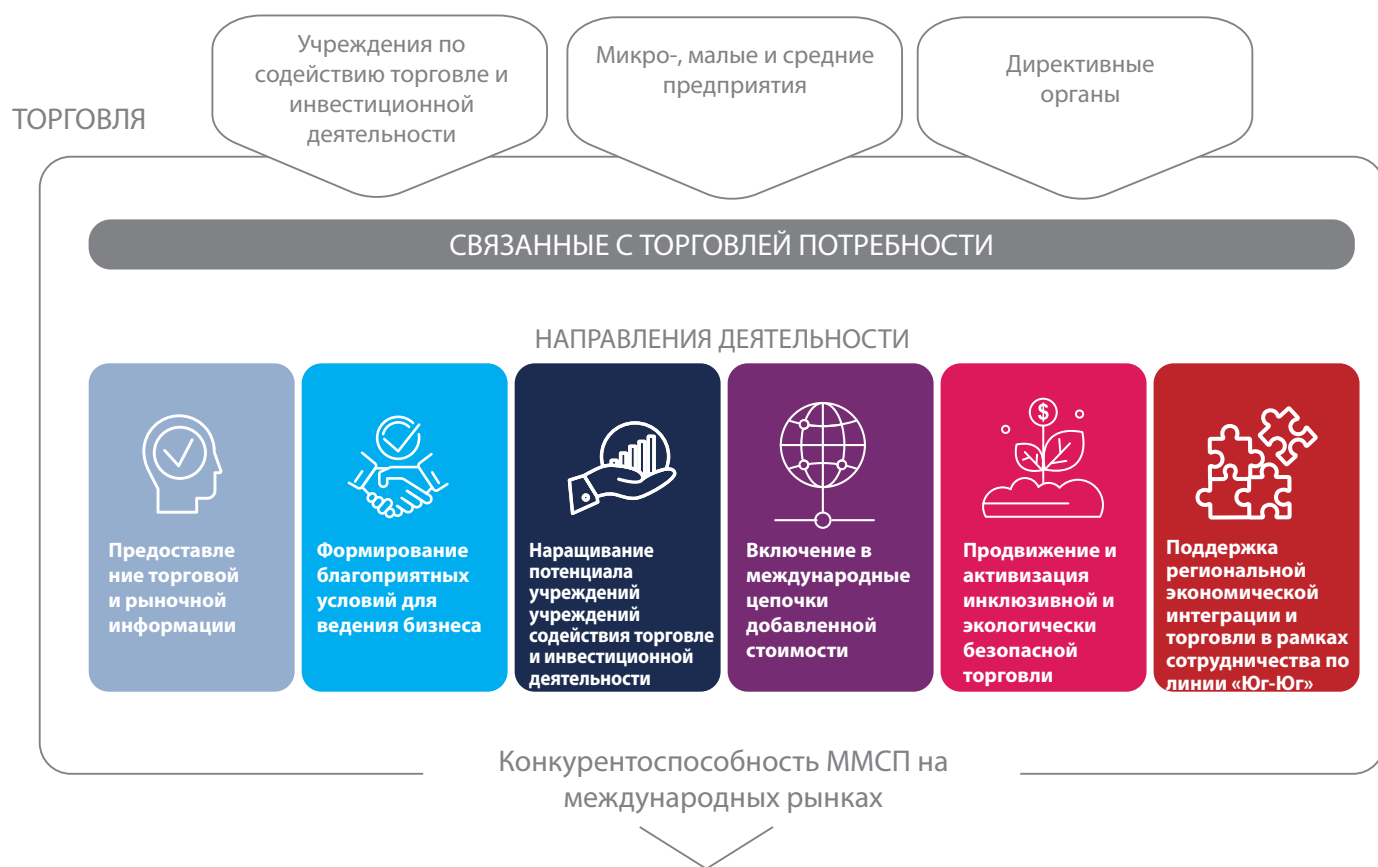 Учреждения по
содействию торговле и
инвестиционной
деятельности
Микро-, малые и средние
предприятия
Директивные
органы
ТОРГОВЛЯ
СВЯЗАННЫЕ С ТОРГОВЛЕЙ ПОТРЕБНОСТИ
НАПРАВЛЕНИЯ ДЕЯТЕЛЬНОСТИ
$
Предоставле
ние торговой
и рыночной
информации
Формирование
благоприятных
условий для
ведения бизнеса
Наращивание
потенциала
учреждений
учреждений
содействия торговле
и инвестиционной
деятельности
Включение в
международные
цепочки
добавленной
стоимости
Продвижение и
активизация
инклюзивной и
экологически
безопасной
торговли
Поддержка
региональной
экономической
интеграции и
торговли в рамках
сотрудничества по
линии «Юг-Юг»
Конкурентоспособность ММСП на
международных рынках